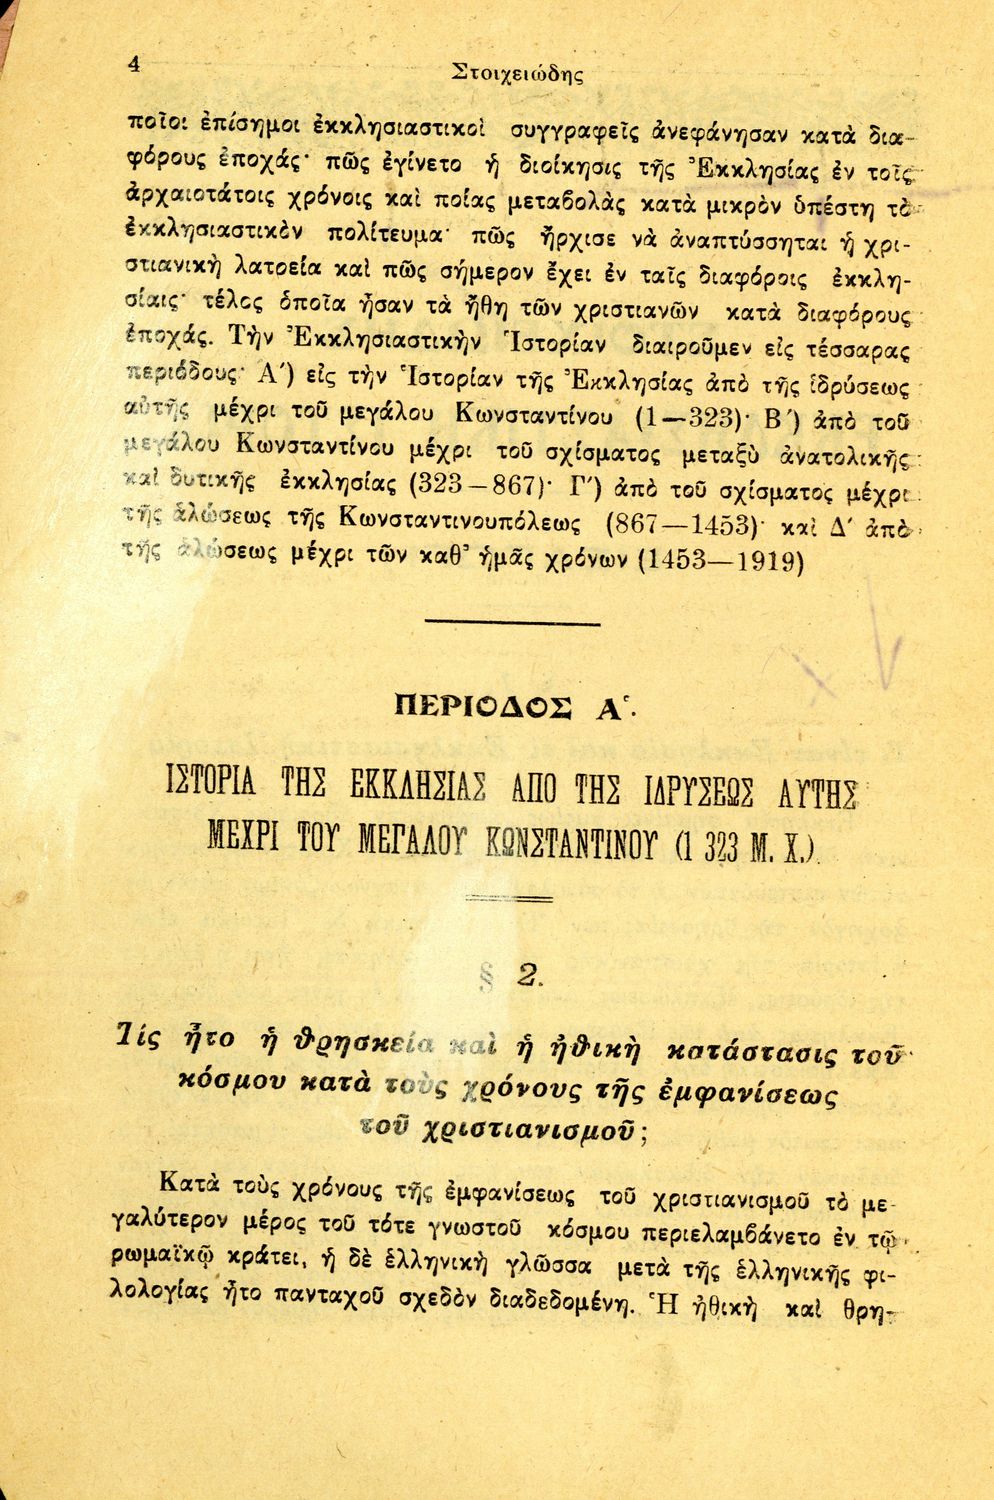 4
Στοιχειώδης
ποῖοι ἐπίσημοι ἐκκλησιαστικοὶ συγγραφεῖς ἀνεφάνησαν κατὰ δια-
φόρους ἐποχάς· πῶς ἐγίνετο ἡ διοίκησις τῆς Ἐκκλησίας ἐν τοῖς
ἀρχαιοτάτοις χρόνοις καὶ ποίας μεταβολὰς κατὰ μικρὸν ὑπέστη τὸ
ἐκκλησιαστικὸν πολίτευμα· πῶς ἤρχισε νὰ ἀναπτύσσηται ἡ χρι-
στιανικὴ λατρεία καὶ πῶς σήμερον ἔχει ἐν ταῖς διαφόροις ἐκκλη-
σίαις· τέλος ὁποῖα ἦσαν τὰ ἤθη τῶν χριστιανῶν κατὰ διαφόρους
ἐποχάς. Τὴν Ἐκκλησιαστικὴν Ἱστορίαν διαιροῦμεν εἰς τέσσαρας
περιόδους· Α΄) εἰς τὴν Ἱστορίαν τῆς Ἐκκλησίας ἀπὸ τῆς ἱδρύσεως
αὐτῆς μέχρι τοῦ μεγάλου Κωνσταντίνου (1—323)· Β΄) ἀπὸ τοῦ
μεγάλου Κωνσταντίνου μέχρι τοῦ σχίσματος μεταξὺ ἀνατολικῆς
καὶ δυτικῆς ἐκκλησίας (323—867)· Γ΄) ἀπὸ τοῦ σχίσματος μέχρι
τῆς ἁλώσεως τῆς Κωνσταντινουπόλεως (867—1453)· καὶ Δ΄ ἀπὸ
τῆς ἁλώσεως μέχρι τῶν καθ᾽ ἡμᾶς χρόνων (1453—1919)
ΠΕΡΙΟΔΟΣ Α΄.
ΙΣΤΟΡΙΑ ΤΗΣ ΕΚΚΛΗΣΙΑΣ ΑΠΟ ΤΗΣ ΙΔΡΥΣΕΩΣ ΑΥΤΗΣ
ΜΕΧΡΙ ΤΟΥ ΜΕΓΑΛΟΥ ΚΩΝΣΤΑΝΤΙΝΟΥ (1 323 Μ. Χ.)
§ 2.
Τίς ἦτο ἡ θρησκεία καὶ ἡ ἠθικὴ κατάστασις τοῦ
κόσμου κατὰ τοὺς χρόνους τῆς ἐμφανίσεως
τοῦ χριστιανισμοῦ;
Κατὰ τοὺς χρόνους τῆς ἐμφανίσεως τοῦ χριστιανισμοῦ τὸ με-
γαλύτερον μέρος τοῦ τότε γνωστοῦ κόσμου περιελαμβάνετο ἐν τῷ
ρωμαϊκῷ κράτει, ἡ δὲ ἑλληνικὴ γλῶσσα μετὰ τῆς ἑλληνικῆς φι-
λολογίας ἦτο πανταχοῦ σχεδὸν διαδεδομένη. Ἡ ἠθικὴ καὶ θρη-